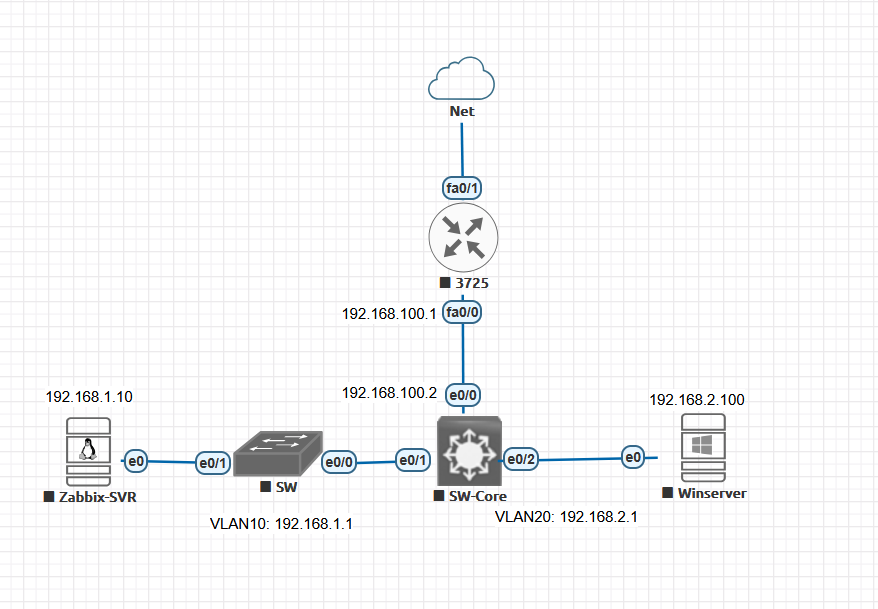 Net
fa0/1
3725
192.168.100.1
fa0/0
192.168.100.2
e0/0
192.168.1.10
192.168.2.100
e0
e0/1
e0/0
e0/1
e0/2
e0
SW
Zabbix-SVR
SW-Core
Winserver
VLAN10: 192.168.1.1
VLAN20: 192.168.2.1